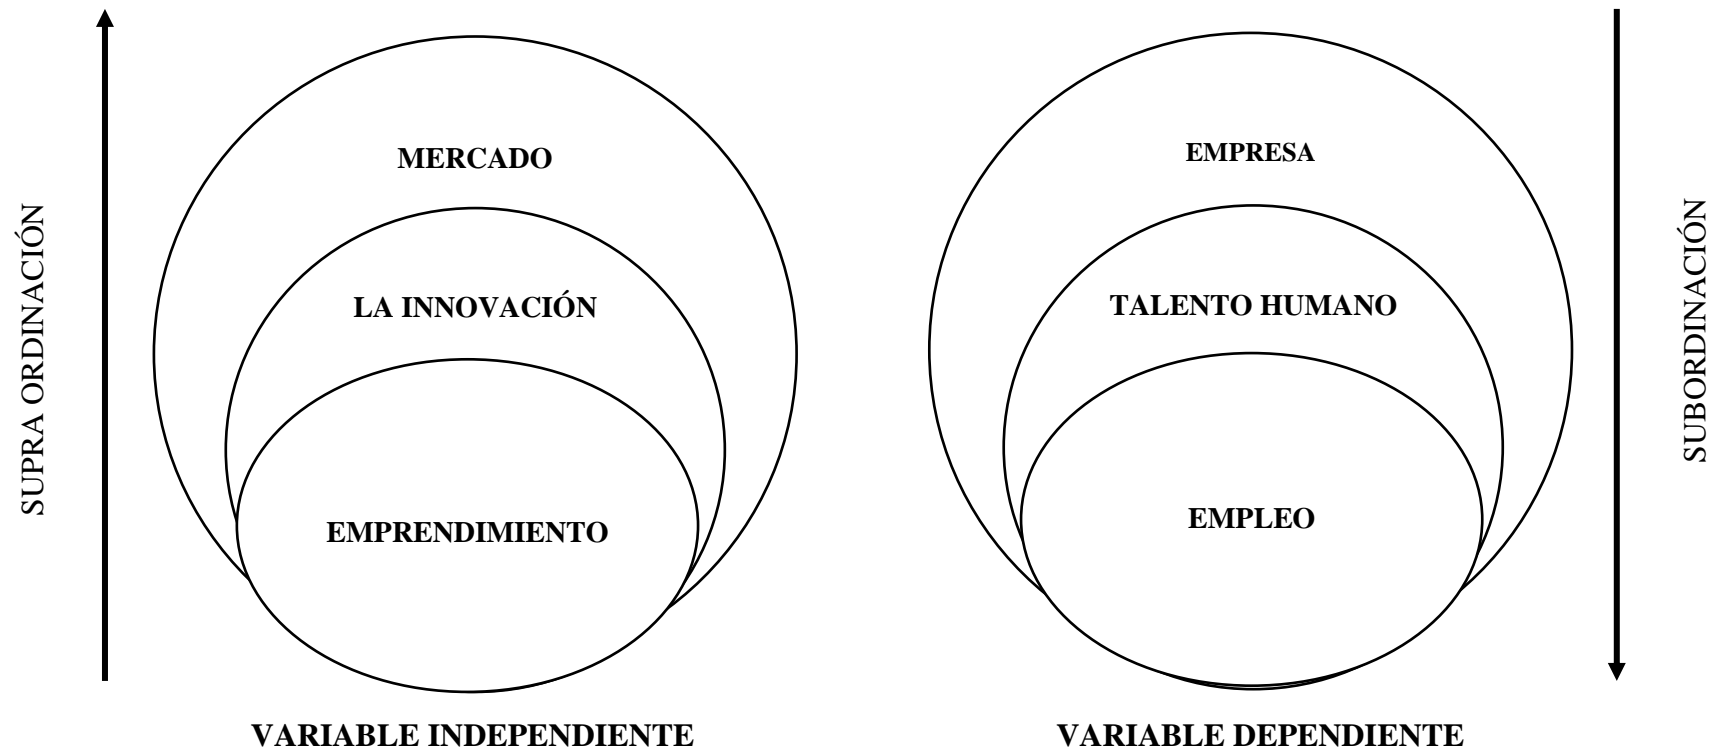 SUPRA ORDINACIÓN
MERCADO
LA INNOVACIÓN
EMPRENDIMIENTO
VARIABLE INDEPENDIENTE
EMPRESA
TALENTO HUMANO
EMPLEO
VARIABLE DEPENDIENTE
SUBORDINACIÓN